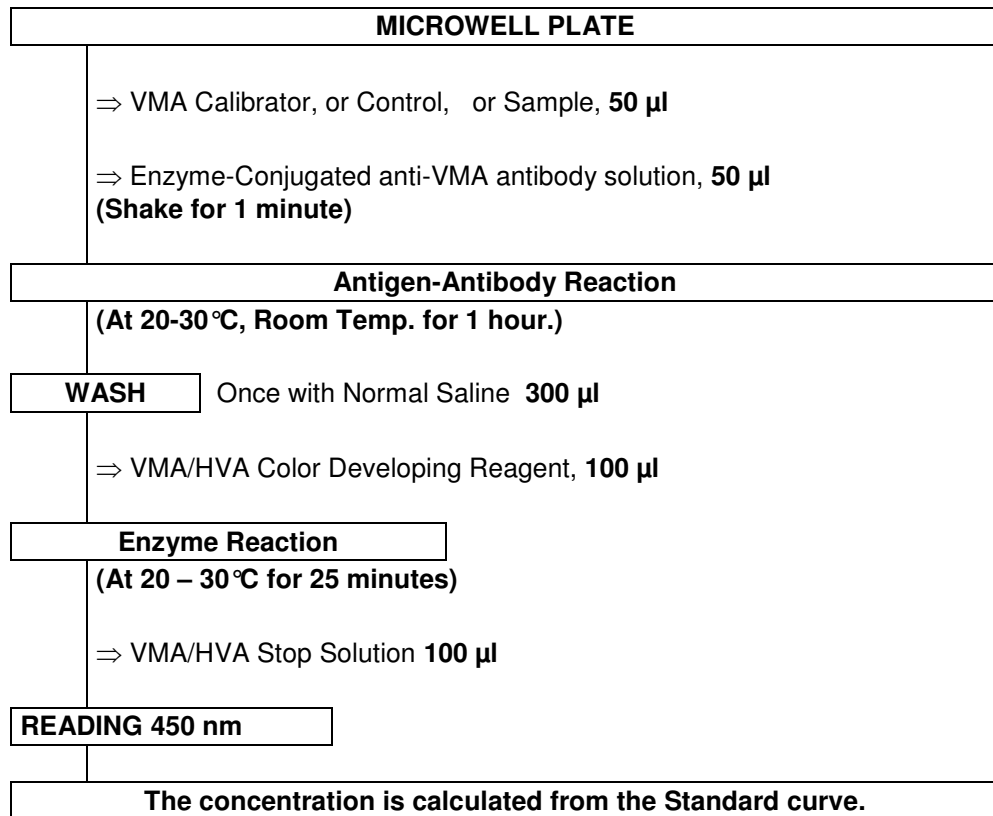 MICROWELL PLATE
⇒ VMA Calibrator, or Control, or Sample, 50 µl
⇒ Enzyme-Conjugated anti-VMA antibody solution, 50 µl
(Shake for 1 minute)
Antigen-Antibody Reaction
(At 20-30°C, Room Temp. for 1 hour.)
WASH Once with Normal Saline 300 µl
⇒ VMA/HVA Color Developing Reagent, 100 µl
Enzyme Reaction
(At 20 – 30°C for 25 minutes)
⇒ VMA/HVA Stop Solution 100 µl
READING 450 nm
The concentration is calculated from the Standard curve.